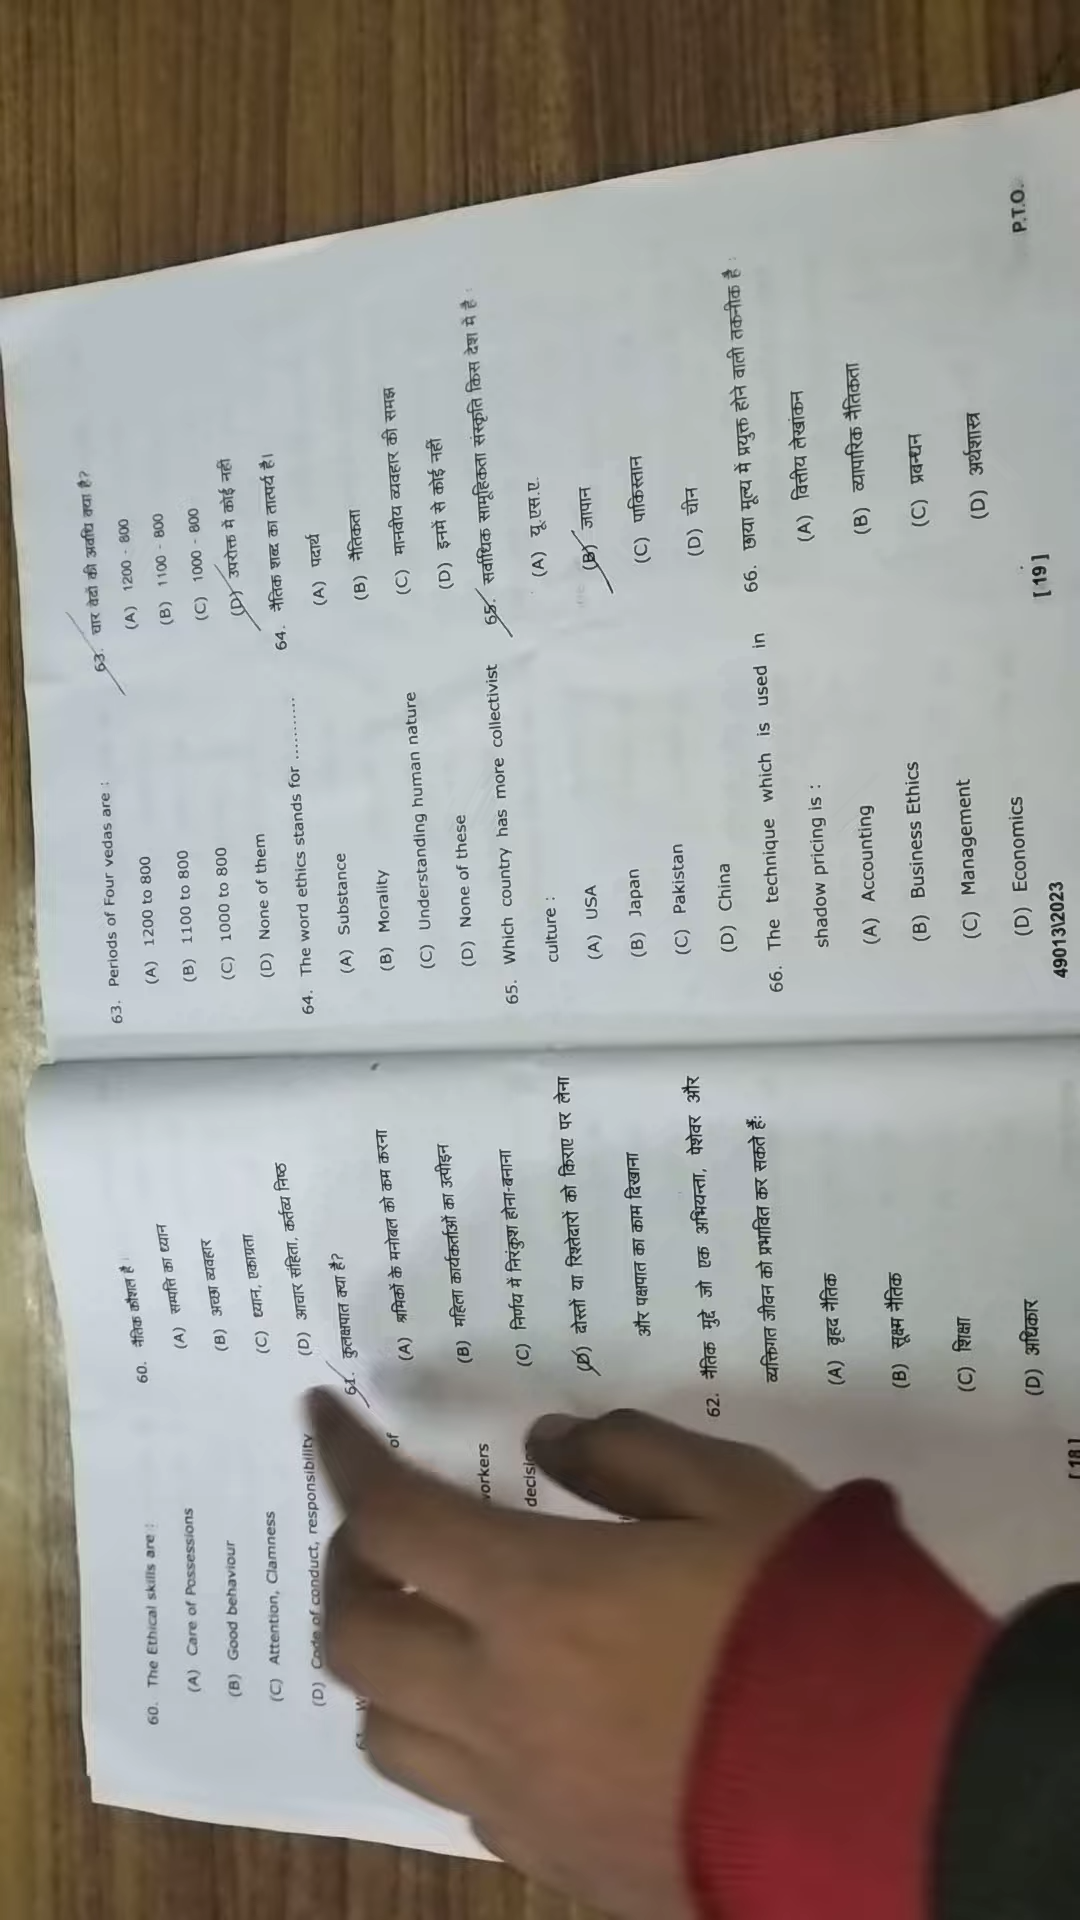 60. The Ethical skills are :
(A) Care of Possessions
(B) Good behaviour
(C) Attention, Clamness
(D) Code of conduct, responsibility
of
workers
60. नैतिक कौशल है :
(A) सम्पत्ति का ध्यान
(B) अच्छा व्यवहार
(C) ध्यान, एकाग्रता
(D) आचार संहिता, कर्तव्य निष्ठ
61. कुलक्षपात क्या है?
(A) श्रमिकों के मनोबल को कम करना
(B) महिला कार्यकर्ताओं का उत्पीड़न
(C) निर्णय में निरंकुश होना-बनाना
(D) दोस्तों या रिश्तेदारों को किराए पर लेना
और पक्षपात का काम दिखाना
62. नैतिक मुद्दे जो एक अभियन्ता, पेशेवर और
व्यक्तिगत जीवन को प्रभावित कर सकते हैं:
(A) वृहद नैतिक
(B) सूक्ष्म नैतिक
(C) शिक्षा
(D) अधिकार
63. Periods of Four vedas are :
(A) 1200 to 800
(B) 1100 to 800
(C) 1000 to 800
(D) None of them
64. The word ethics stands for ...........
(A) Substance
(B) Morality
(C) Understanding human nature
(D) None of these
65. Which country has more collectivist
culture :
(A) USA
(B) Japan
(C) Pakistan
(D) China
66. The technique which is used in
shadow pricing is :
(A) Accounting
(B) Business Ethics
(C) Management
(D) Economics
63. चार वेदों की अवधि क्या है?
(A) 1200 - 800
(B) 1100 - 800
(C) 1000 - 800
(D) उपरोक्त में कोई नहीं
64. नैतिक शब्द का तात्पर्य है।
(A) पदार्थ
(B) नैतिकता
(C) मानवीय व्यवहार की समझ
(D) इनमें से कोई नहीं
65. सर्वाधिक सामूहिकता संस्कृति किस देश में है :
(A) यू.एस.ए.
(B) जापान
(C) पाकिस्तान
(D) चीन
66. छाया मूल्य में प्रयुक्त होने वाली तकनीक है :
(A) वित्तीय लेखांकन
(B) व्यापारिक नैतिकता
(C) प्रबन्धन
(D) अर्थशास्त्र
49013\2023
[ 19 ]
P.T.O.